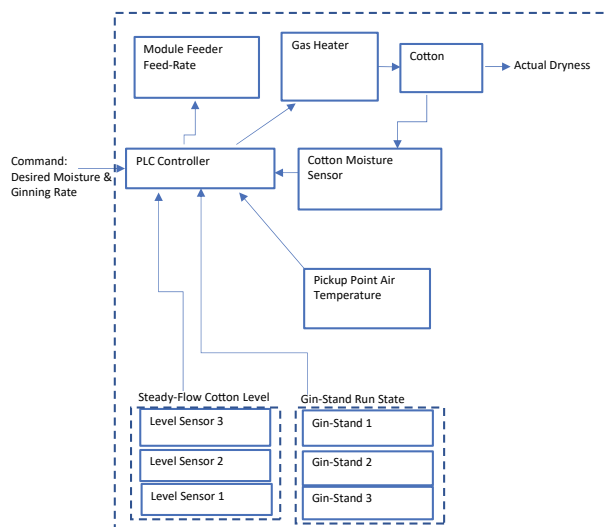 Module Feeder
Feed-Rate
Gas Heater
Cotton
Actual Dryness
Command:
Desired Moisture &
Ginning Rate
PLC Controller
Cotton Moisture
Sensor
Pickup Point Air
Temperature
Steady-Flow Cotton Level
Level Sensor 3
Level Sensor 2
Level Sensor 1
Gin-Stand Run State
Gin-Stand 1
Gin-Stand 2
Gin-Stand 3